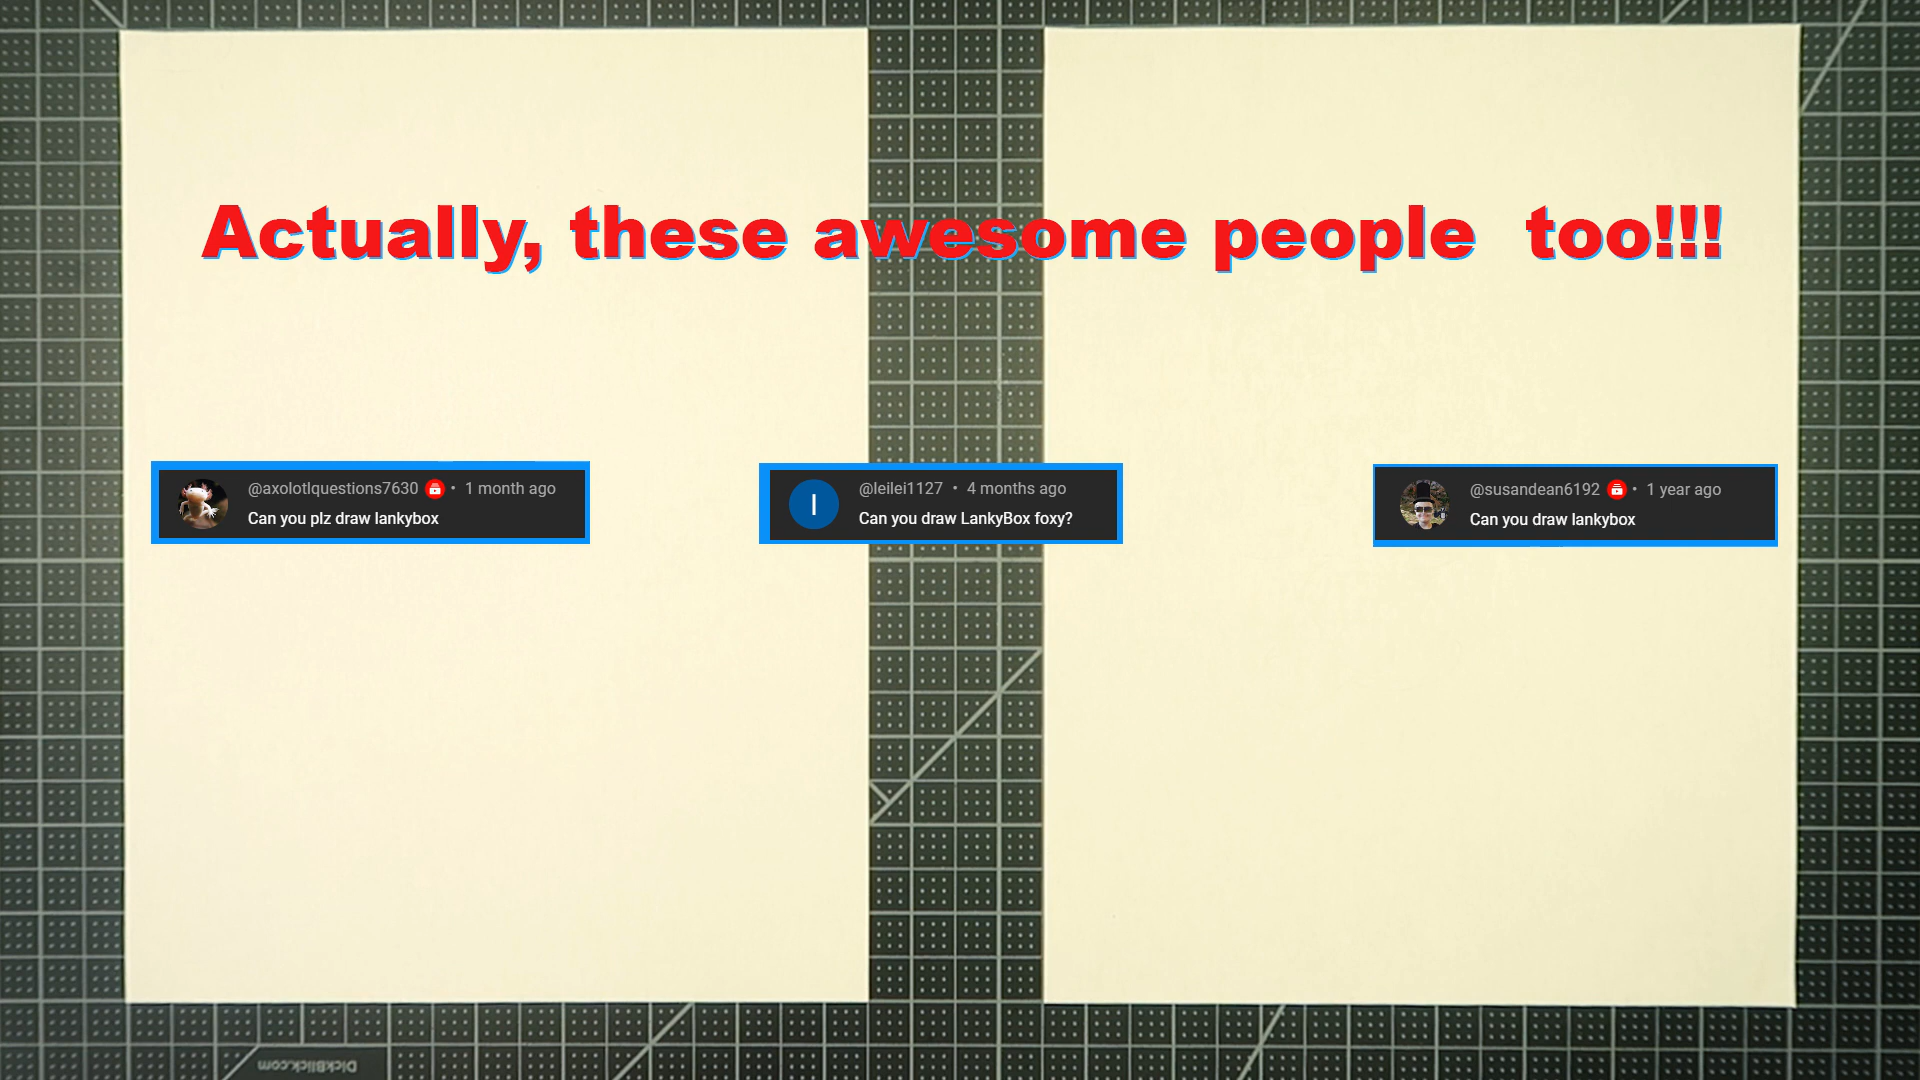 Actually, these awesome people too!!!
@axolotlquestions7630 • 1 month ago
Can you plz draw lankybox
l
@leilei1127 • 4 months ago
Can you draw LankyBox foxy?
@susandean6192 • 1 year ago
Can you draw lankybox
DickBlick.com